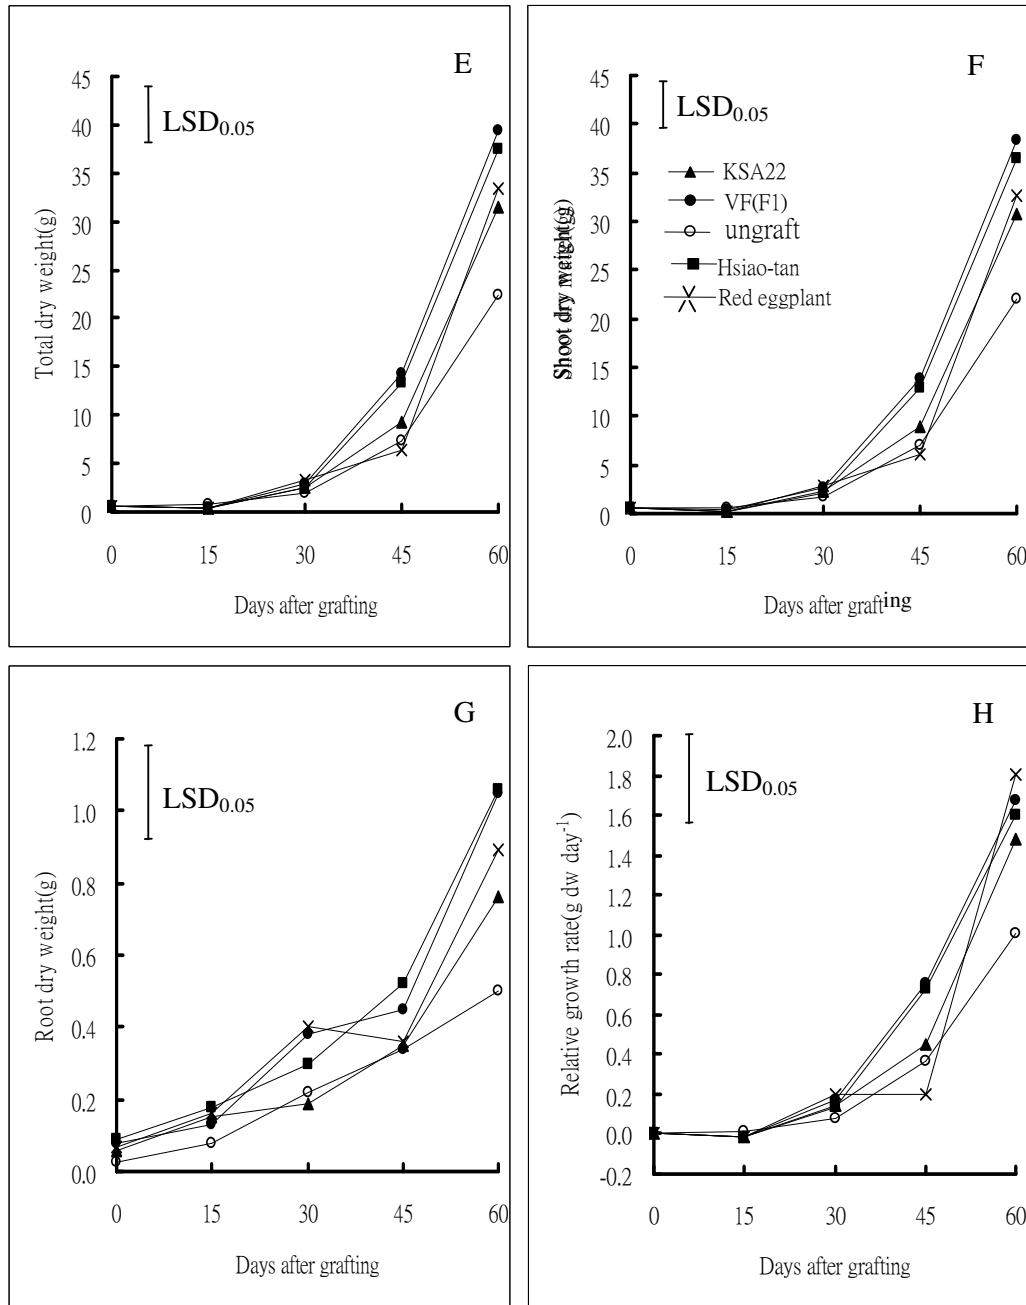 E
45
40
35
30
25
20
15
10
5
0
LSD0.05
Total dry weight(g)
0 15 30 45 60
Days after grafting
F
45
40
35
30
25
20
15
10
5
0
LSD0.05
KSA22
VF(F1)
ungraft
Hsiao-tan
Red eggplant
Shoot dry weight(g)
0 15 30 45 60
Days after grafting
G
1.2
1.0
0.8
0.6
0.4
0.2
0.0
LSD0.05
Root dry weight(g)
0 15 30 45 60
Days after grafting
H
2.0
1.8
1.6
1.4
1.2
1.0
0.8
0.6
0.4
0.2
0.0
-0.2
LSD0.05
Relative growth rate(g dw day-1)
0 15 30 45 60
Days after grafting